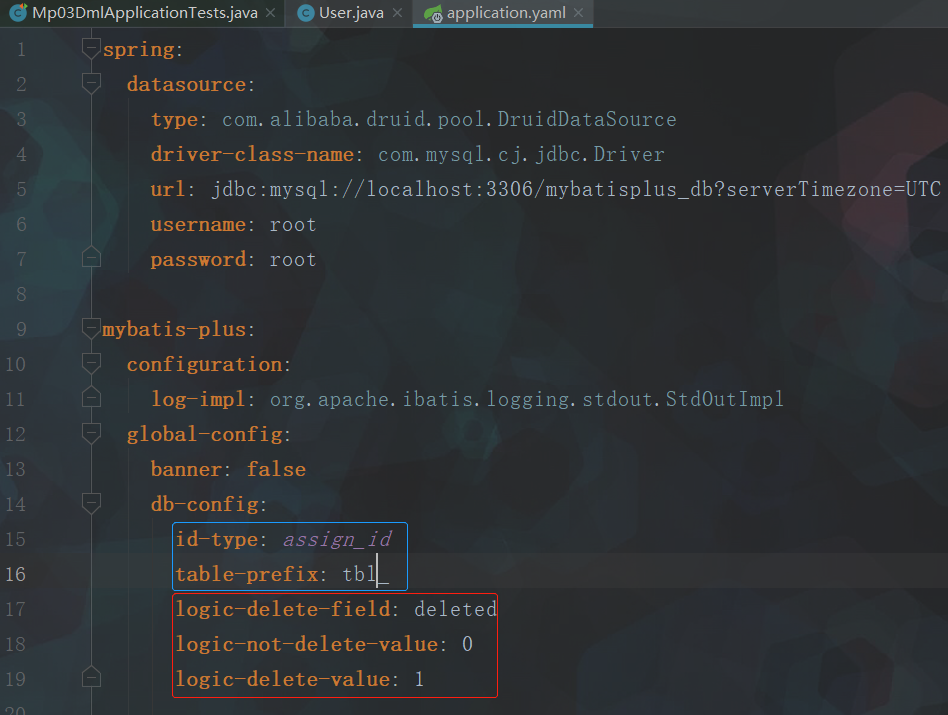 Mp03DmlApplicationTests.java × User.java × application.yaml ×
1 spring:
2 datasource:
3 type: com.alibaba.druid.pool.DruidDataSource
4 driver-class-name: com.mysql.cj.jdbc.Driver
5 url: jdbc:mysql://localhost:3306/mybatisplus_db?serverTimezone=UTC
6 username: root
7 password: root
8
9 mybatis-plus:
10 configuration:
11 log-impl: org.apache.ibatis.logging.stdout.StdOutImpl
12 global-config:
13 banner: false
14 db-config:
15 id-type: assign_id
16 table-prefix: tbl_
17 logic-delete-field: deleted
18 logic-not-delete-value: 0
19 logic-delete-value: 1
20